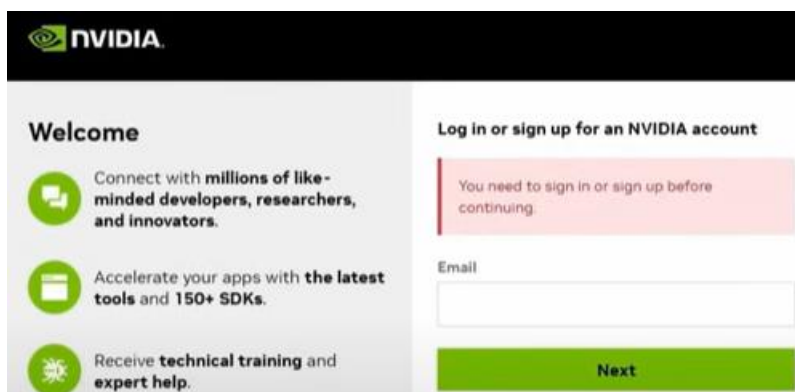 NVIDIA.
Welcome
Connect with millions of like-
minded developers, researchers,
and innovators.
Accelerate your apps with the latest
tools and 150+ SDKs.
Receive technical training and
expert help.
Log in or sign up for an NVIDIA account
You need to sign in or sign up before
continuing.
Email
Next